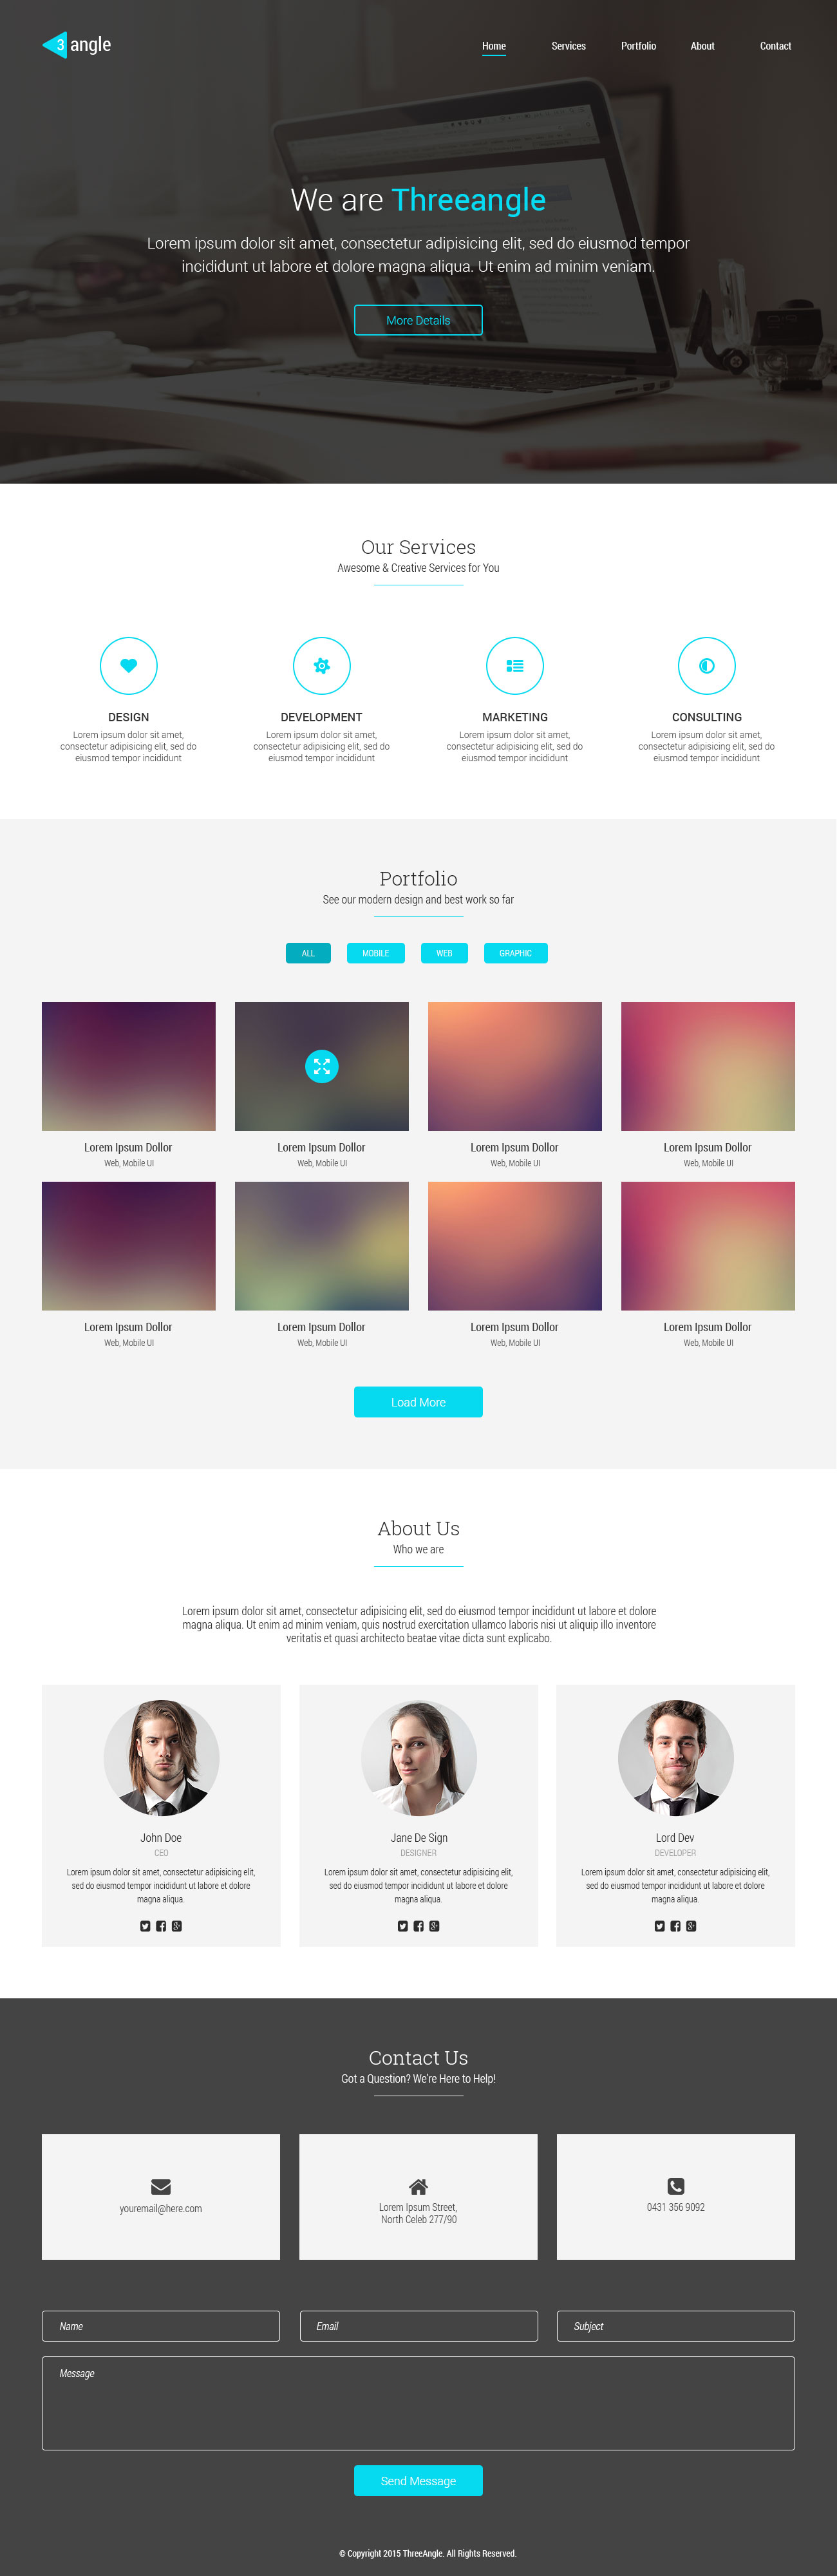 3 angle
Home Services Portfolio About Contact
We are Threeangle
Lorem ipsum dolor sit amet, consectetur adipisicing elit, sed do eiusmod tempor
incididunt ut labore et dolore magna aliqua. Ut enim ad minim veniam.
More Details
Our Services
Awesome & Creative Services for You
DESIGN
Lorem ipsum dolor sit amet,
consectetur adipisicing elit, sed do
eiusmod tempor incididunt
DEVELOPMENT
Lorem ipsum dolor sit amet,
consectetur adipisicing elit, sed do
eiusmod tempor incididunt
MARKETING
Lorem ipsum dolor sit amet,
consectetur adipisicing elit, sed do
eiusmod tempor incididunt
CONSULTING
Lorem ipsum dolor sit amet,
consectetur adipisicing elit, sed do
eiusmod tempor incididunt
Portfolio
See our modern design and best work so far
ALL MOBILE WEB GRAPHIC
Lorem Ipsum Dollor
Web, Mobile UI
Lorem Ipsum Dollor
Web, Mobile UI
Lorem Ipsum Dollor
Web, Mobile UI
Lorem Ipsum Dollor
Web, Mobile UI
Lorem Ipsum Dollor
Web, Mobile UI
Lorem Ipsum Dollor
Web, Mobile UI
Lorem Ipsum Dollor
Web, Mobile UI
Lorem Ipsum Dollor
Web, Mobile UI
Load More
About Us
Who we are
Lorem ipsum dolor sit amet, consectetur adipisicing elit, sed do eiusmod tempor incididunt ut labore et dolore
magna aliqua. Ut enim ad minim veniam, quis nostrud exercitation ullamco laboris nisi ut aliquip illo inventore
veritatis et quasi architecto beatae vitae dicta sunt explicabo.
John Doe
CEO
Lorem ipsum dolor sit amet, consectetur adipisicing elit,
sed do eiusmod tempor incididunt ut labore et dolore
magna aliqua.
Jane De Sign
DESIGNER
Lorem ipsum dolor sit amet, consectetur adipisicing elit,
sed do eiusmod tempor incididunt ut labore et dolore
magna aliqua.
Lord Dev
DEVELOPER
Lorem ipsum dolor sit amet, consectetur adipisicing elit,
sed do eiusmod tempor incididunt ut labore et dolore
magna aliqua.
Contact Us
Got a Question? We're Here to Help!
youremail@here.com
Lorem Ipsum Street,
North Celeb 277/90
0431 356 9092
Name
Email
Subject
Message
Send Message
© Copyright 2015 ThreeAngle. All Rights Reserved.